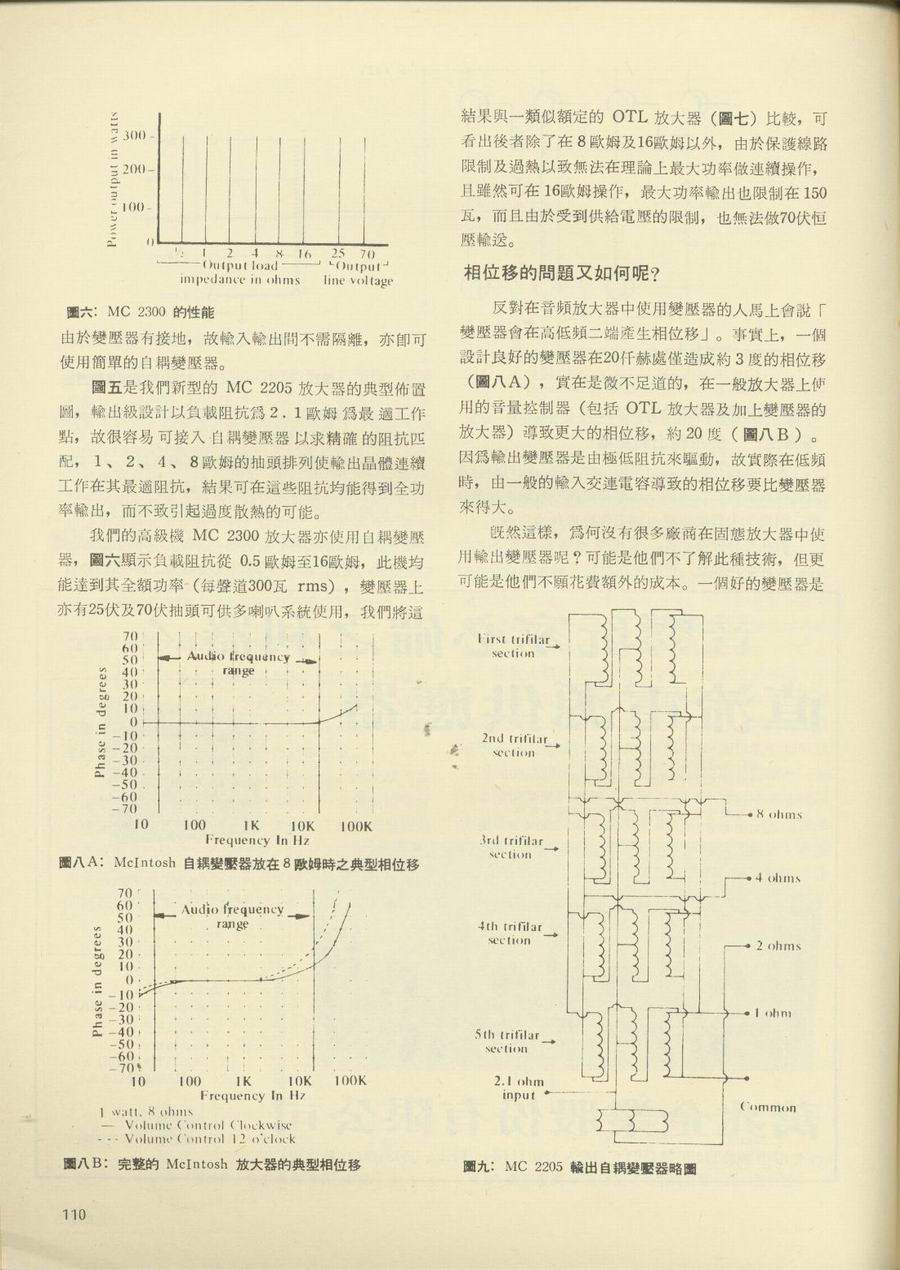 Power output in watts
300
200
100
0
½ 1 2 4 8 16 25 70
Output load Output
impedance in ohms line voltage
圖六：MC 2300 的性能
由於變壓器有接地，故輸入輸出間不需隔離，亦卽可
使用簡單的自耦變壓器。
圖五是我們新型的 MC 2205 放大器的典型佈置
圖，輸出級設計以負載阻抗爲 2．1 歐姆 爲最 適工作
點，故很容易 可接入 自耦變壓器 以求精確 的阻抗匹
配，1、2、4、8歐姆的抽頭排列使輸出晶體連續
工作在其最適阻抗，結果可在這些阻抗均能得到全功
率輸出，而不致引起過度散熱的可能。
我們的高級機 MC 2300 放大器亦使用自耦變壓
器，圖六顯示負載阻抗從 0.5 歐姆至16歐姆，此機均
能達到其全額功率（每聲道300瓦 rms），變壓器上
亦有25伏及70伏抽頭可供多喇叭系統使用，我們將這
Phase in degrees
70
60
50
40
30
20
10
0
-10
-20
-30
-40
-50
-60
-70
Audio frequency
range
10 100 1K 10K 100K
Frequency In Hz
圖八A：McIntosh 自耦變壓器放在 8 歐姆時之典型相位移
Phase in degrees
70
60
50
40
30
20
10
0
-10
-20
-30
-40
-50
-60
-70
Audio frequency
range
10 100 1K 10K 100K
Frequency In Hz
1 watt, 8 ohms
— Volume Control Clockwise
--- Volume Control 12 o'clock
圖八B：完整的 McIntosh 放大器的典型相位移
110
結果與一類似額定的 OTL 放大器（圖七）比較，可
看出後者除了在 8 歐姆及16歐姆以外，由於保護線路
限制及過熱以致無法在理論上最大功率做連續操作，
且雖然可在 16歐姆操作，最大功率輸出也限制在 150
瓦，而且由於受到供給電壓的限制，也無法做70伏恒
壓輸送。
相位移的問題又如何呢？
反對在音頻放大器中使用變壓器的人馬上會說「
變壓器會在高低頻二端產生相位移」。事實上，一個
設計良好的變壓器在20仟赫處僅造成約 3 度的相位移
（圖八A），實在是微不足道的，在一般放大器上使
用的音量控制器（包括 OTL 放大器及加上變壓器的
放大器）導致更大的相位移，約 20 度（圖八B）。
因爲輸出變壓器是由極低阻抗來驅動，故實際在低頻
時，由一般的輸入交連電容導致的相位移要比變壓器
來得大。
旣然這樣，爲何沒有很多廠商在固態放大器中使
用輸出變壓器呢？可能是他們不了解此種技術，但更
可能是他們不願花費額外的成本。一個好的變壓器是
First trifilar
section
2nd trifilar
section
3rd trifilar
section
4th trifilar
section
5th trifilar
section
2.1 ohm
input
8 ohms
4 ohms
2 ohms
1 ohm
Common
圖九：MC 2205 輸出自耦變壓器略圖